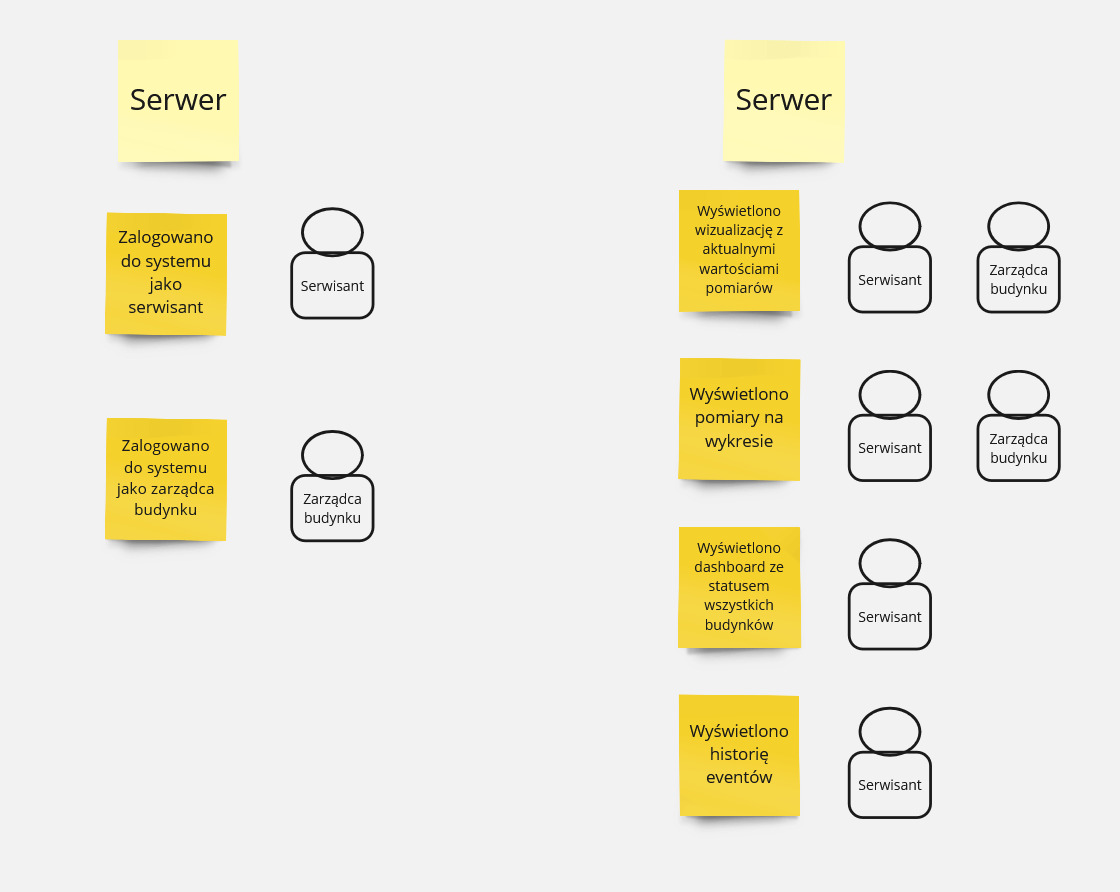 Serwer
Zalogowano
do systemu
jako
serwisant
Serwisant
Zalogowano
do systemu
jako zarządca
budynku
Zarządca
budynku
Serwer
Wyświetlono
wizualizację z
aktualnymi
wartościami
pomiarów
Serwisant
Zarządca
budynku
Wyświetlono
pomiary na
wykresie
Serwisant
Zarządca
budynku
Wyświetlono
dashboard ze
statusem
wszystkich
budynków
Serwisant
Wyświetlono
historię
eventów
Serwisant